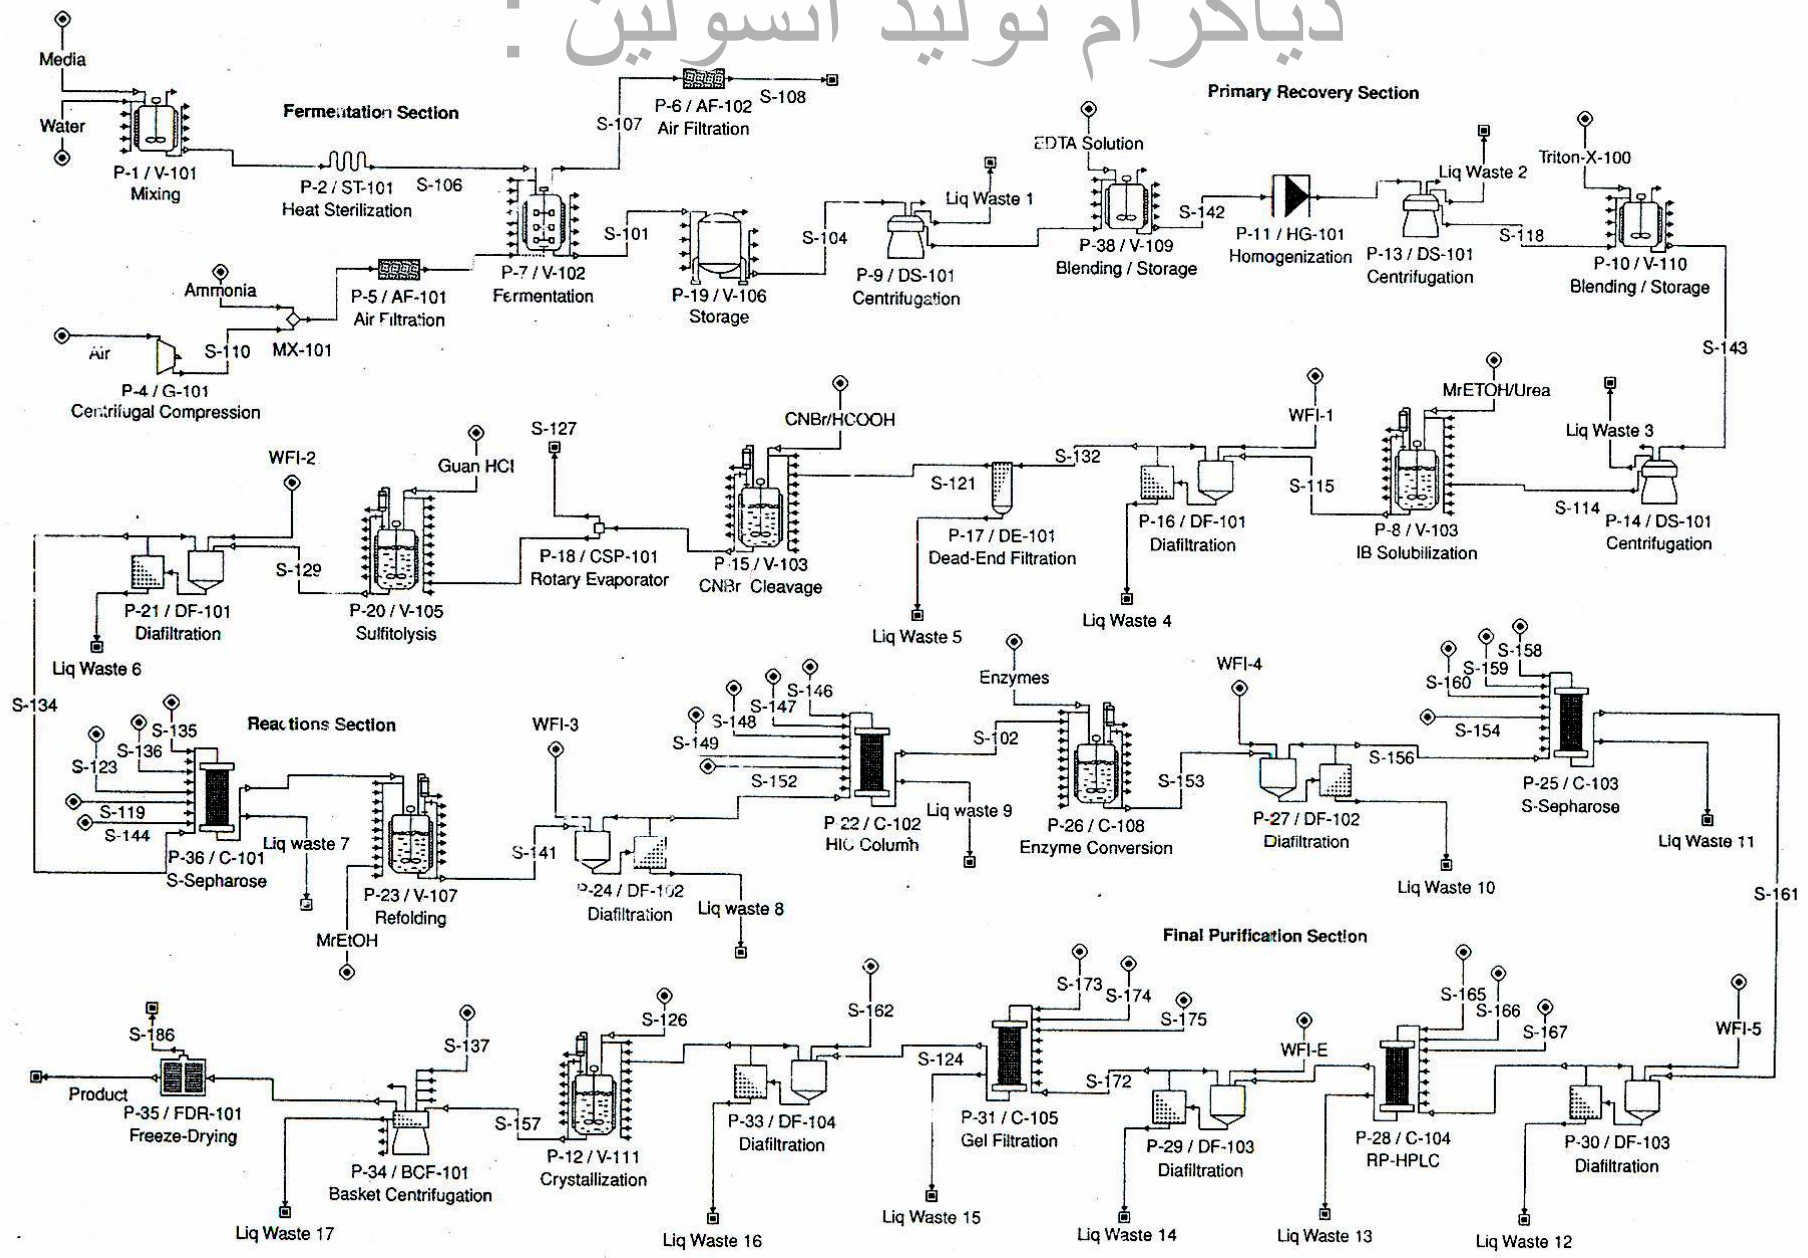 دیاگرام تولید انسولین :
Media
Water
P-1 / V-101
Mixing
Fermentation Section
P-2 / ST-101
Heat Sterilization
S-106
S-107
P-6 / AF-102
Air Filtration
S-108
Ammonia
Air
S-110
MX-101
P-4 / G-101
Centrifugal Compression
P-5 / AF-101
Air Filtration
P-7 / V-102
Fermentation
S-101
P-19 / V-106
Storage
S-104
Primary Recovery Section
Liq Waste 1
P-9 / DS-101
Centrifugation
EDTA Solution
P-38 / V-109
Blending / Storage
S-142
P-11 / HG-101
Homogenization
Liq Waste 2
P-13 / DS-101
Centrifugation
S-118
Triton-X-100
P-10 / V-110
Blending / Storage
S-143
Liq Waste 3
P-14 / DS-101
Centrifugation
S-114
MrETOH/Urea
P-8 / V-103
IB Solubilization
S-115
WFI-1
P-16 / DF-101
Diafiltration
Liq Waste 4
S-132
P-17 / DE-101
Dead-End Filtration
Liq Waste 5
S-121
CNBr/HCOOH
P-15 / V-103
CNBr Cleavage
S-127
P-18 / CSP-101
Rotary Evaporator
Guan HCl
P-20 / V-105
Sulfitolysis
S-129
WFI-2
P-21 / DF-101
Diafiltration
Liq Waste 6
S-134
Reactions Section
S-135
S-136
S-123
S-119
S-144
P-36 / C-101
S-Sepharose
Liq waste 7
P-23 / V-107
Refolding
MrEtOH
S-141
WFI-3
P-24 / DF-102
Diafiltration
Liq waste 8
S-146
S-147
S-148
S-149
S-152
P-22 / C-102
HIC Column
Liq waste 9
S-102
Enzymes
P-26 / C-108
Enzyme Conversion
S-153
WFI-4
P-27 / DF-102
Diafiltration
Liq Waste 10
S-156
S-158
S-159
S-160
S-154
P-25 / C-103
S-Sepharose
Liq Waste 11
S-161
Final Purification Section
WFI-5
P-30 / DF-103
Diafiltration
Liq Waste 12
S-165
S-166
S-167
P-28 / C-104
RP-HPLC
Liq Waste 13
WFI-E
P-29 / DF-103
Diafiltration
Liq Waste 14
S-172
S-173
S-174
S-175
P-31 / C-105
Gel Filtration
Liq Waste 15
S-124
S-162
P-33 / DF-104
Diafiltration
Liq Waste 16
S-126
P-12 / V-111
Crystallization
S-157
S-137
P-34 / BCF-101
Basket Centrifugation
Liq Waste 17
S-186
Product
P-35 / FDR-101
Freeze-Drying